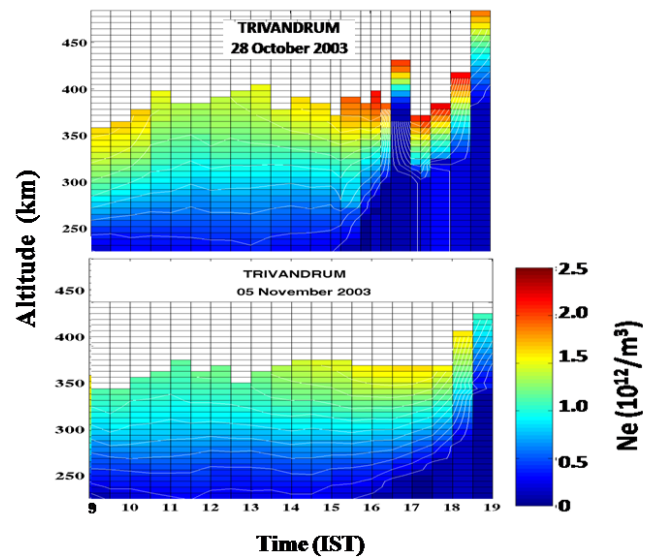 TRIVANDRUM
28 October 2003
450
400
350
300
250
TRIVANDRUM
05 November 2003
450
400
350
300
250
Altitude (km)
9 10 11 12 13 14 15 16 17 18 19
Time (IST)
2.5
2.0
1.5
1.0
0.5
0
Ne (10¹²/m³)